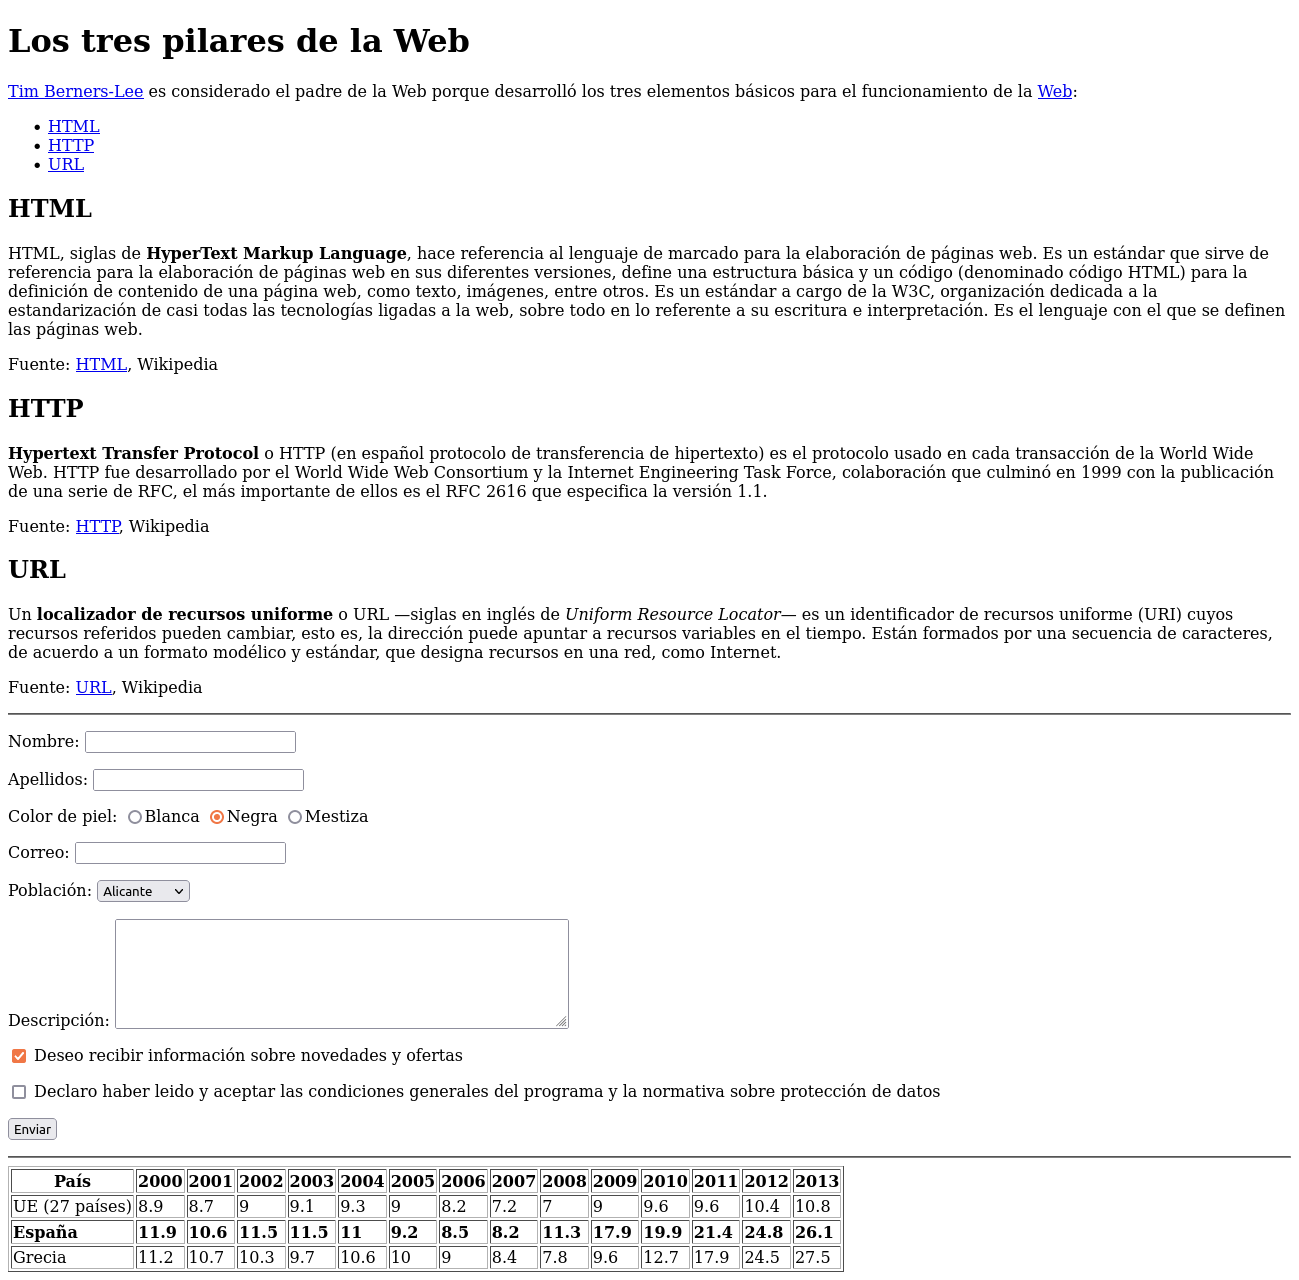 Los tres pilares de la Web
Tim Berners-Lee es considerado el padre de la Web porque desarrolló los tres elementos básicos para el funcionamiento de la Web:
• HTML
• HTTP
• URL
HTML
HTML, siglas de HyperText Markup Language, hace referencia al lenguaje de marcado para la elaboración de páginas web. Es un estándar que sirve de
referencia para la elaboración de páginas web en sus diferentes versiones, define una estructura básica y un código (denominado código HTML) para la
definición de contenido de una página web, como texto, imágenes, entre otros. Es un estándar a cargo de la W3C, organización dedicada a la
estandarización de casi todas las tecnologías ligadas a la web, sobre todo en lo referente a su escritura e interpretación. Es el lenguaje con el que se definen
las páginas web.
Fuente: HTML, Wikipedia
HTTP
Hypertext Transfer Protocol o HTTP (en español protocolo de transferencia de hipertexto) es el protocolo usado en cada transacción de la World Wide
Web. HTTP fue desarrollado por el World Wide Web Consortium y la Internet Engineering Task Force, colaboración que culminó en 1999 con la publicación
de una serie de RFC, el más importante de ellos es el RFC 2616 que especifica la versión 1.1.
Fuente: HTTP, Wikipedia
URL
Un localizador de recursos uniforme o URL —siglas en inglés de Uniform Resource Locator— es un identificador de recursos uniforme (URI) cuyos
recursos referidos pueden cambiar, esto es, la dirección puede apuntar a recursos variables en el tiempo. Están formados por una secuencia de caracteres,
de acuerdo a un formato modélico y estándar, que designa recursos en una red, como Internet.
Fuente: URL, Wikipedia
Nombre:
Apellidos:
Color de piel: Blanca Negra Mestiza
Correo:
Población: Alicante
Descripción:
Deseo recibir información sobre novedades y ofertas
Declaro haber leido y aceptar las condiciones generales del programa y la normativa sobre protección de datos
Enviar
País 2000 2001 2002 2003 2004 2005 2006 2007 2008 2009 2010 2011 2012 2013
UE (27 países) 8.9 8.7 9 9.1 9.3 9 8.2 7.2 7 9 9.6 9.6 10.4 10.8
España 11.9 10.6 11.5 11.5 11 9.2 8.5 8.2 11.3 17.9 19.9 21.4 24.8 26.1
Grecia 11.2 10.7 10.3 9.7 10.6 10 9 8.4 7.8 9.6 12.7 17.9 24.5 27.5